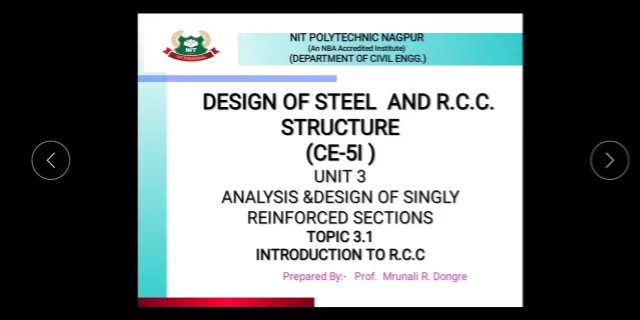 NIT POLYTECHNIC NAGPUR
(An NBA Accredited Institute)
(DEPARTMENT OF CIVIL ENGG.)
NIT
DESIGN OF STEEL AND R.C.C.
STRUCTURE
(CE-5I )
UNIT 3
ANALYSIS &DESIGN OF SINGLY
REINFORCED SECTIONS
TOPIC 3.1
INTRODUCTION TO R.C.C
Prepared By:- Prof. Mrunali R. Dongre